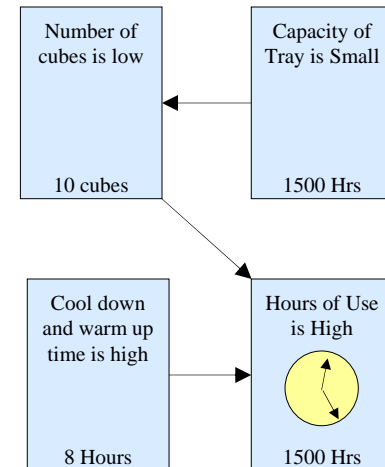 Number of
cubes is low
10 cubes
Capacity of
Tray is Small
1500 Hrs
Cool down
and warm up
time is high
8 Hours
Hours of Use
is High
1500 Hrs